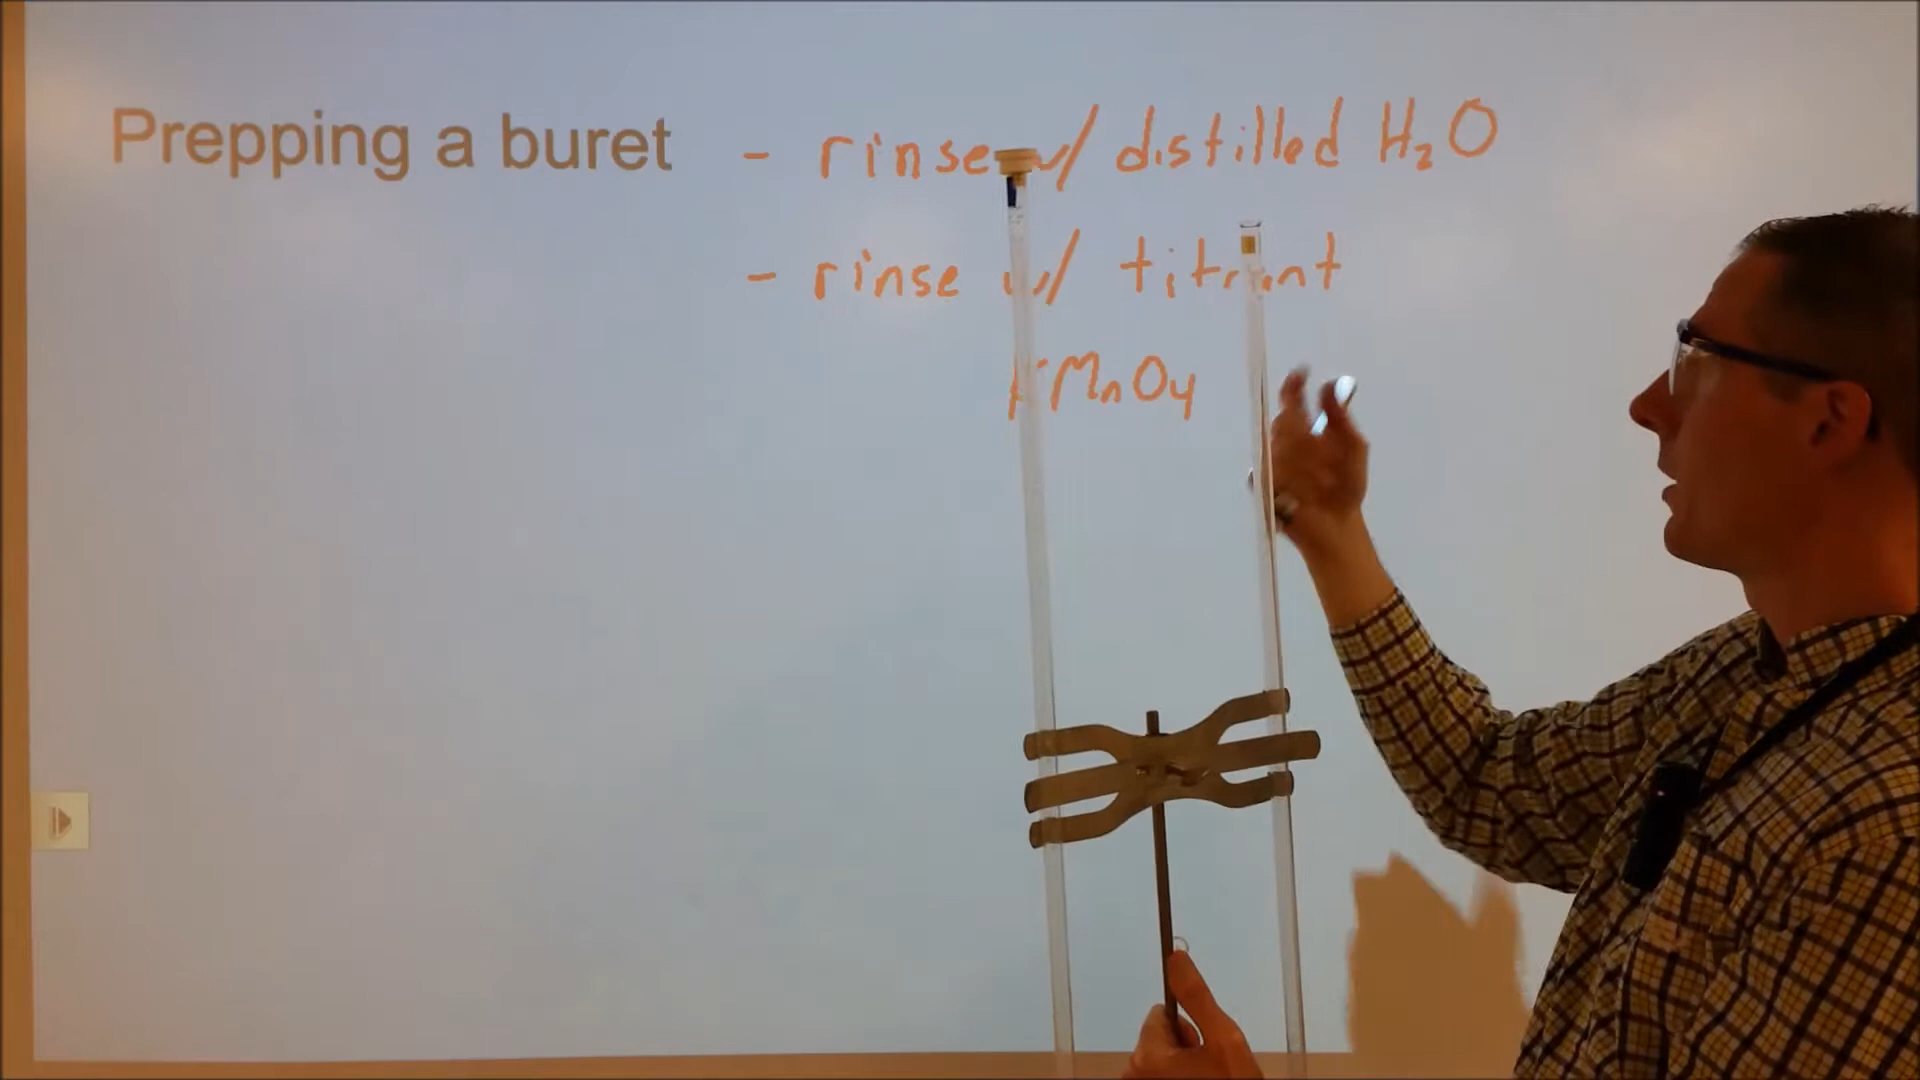 Prepping a buret - rinse w/ distilled H₂O
- rinse w/ titrant
KMnO₄